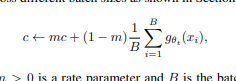 oss different batch sizes as shown in Section
c ← mc + (1 − m) 1/B ∑_{i=1}^{B} g_{θ_t}(x_i),
> 0 is a rate parameter and B is the batc